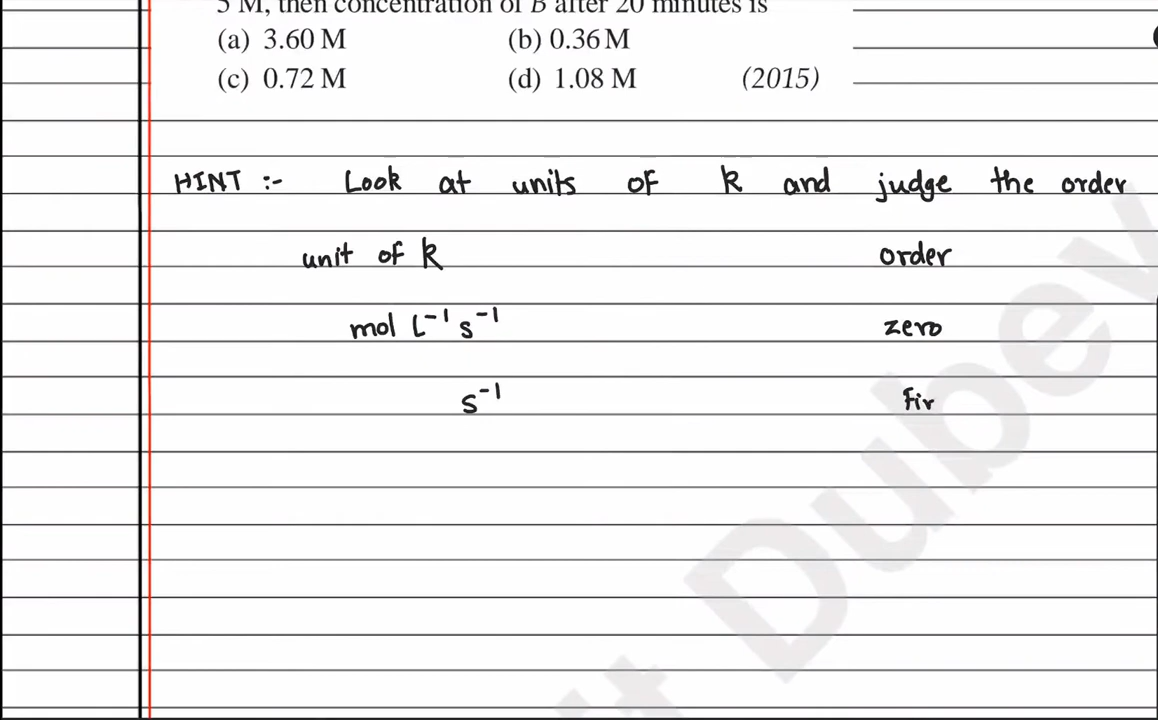 5 M, then concentration of B after 20 minutes is
(a) 3.60 M (b) 0.36 M
(c) 0.72 M (d) 1.08 M (2015)
HINT :- Look at units of k and judge the order
unit of k order
mol L⁻¹ s⁻¹ zero
s⁻¹ Fir
Dubey